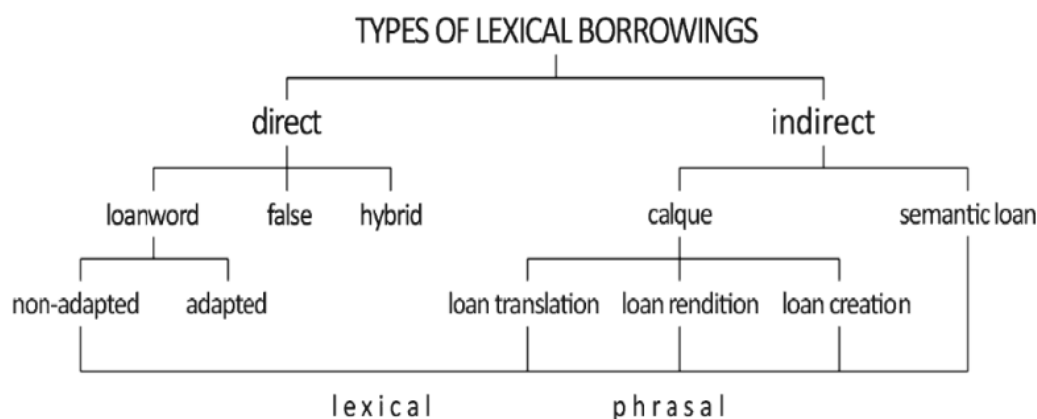 TYPES OF LEXICAL BORROWINGS
direct indirect
loanword false hybrid calque semantic loan
non-adapted adapted loan translation loan rendition loan creation
lexical phrasal